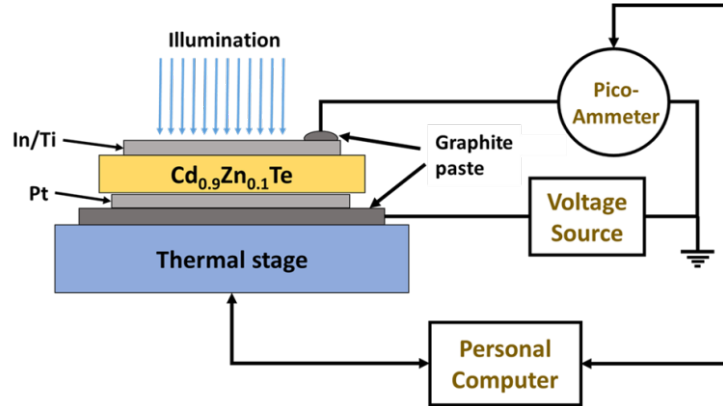 Illumination
In/Ti
Cd₀.₉Zn₀.₁Te
Pt
Thermal stage
Graphite
paste
Pico-
Ammeter
Voltage
Source
Personal
Computer